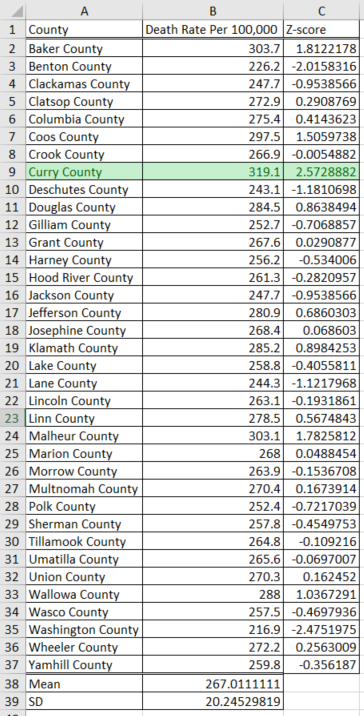 A B C
1 County Death Rate Per 100,000 Z-score
2 Baker County 303.7 1.8122178
3 Benton County 226.2 -2.0158316
4 Clackamas County 247.7 -0.9538566
5 Clatsop County 272.9 0.2908769
6 Columbia County 275.4 0.4143623
7 Coos County 297.5 1.5059738
8 Crook County 266.9 -0.0054882
9 Curry County 319.1 2.5728882
10 Deschutes County 243.1 -1.1810698
11 Douglas County 284.5 0.8638494
12 Gilliam County 252.7 -0.7068857
13 Grant County 267.6 0.0290877
14 Harney County 256.2 -0.534006
15 Hood River County 261.3 -0.2820957
16 Jackson County 247.7 -0.9538566
17 Jefferson County 280.9 0.6860303
18 Josephine County 268.4 0.068603
19 Klamath County 285.2 0.8984253
20 Lake County 258.8 -0.4055811
21 Lane County 244.3 -1.1217968
22 Lincoln County 263.1 -0.1931861
23 Linn County 278.5 0.5674843
24 Malheur County 303.1 1.7825812
25 Marion County 268 0.0488454
26 Morrow County 263.9 -0.1536708
27 Multnomah County 270.4 0.1673914
28 Polk County 252.4 -0.7217039
29 Sherman County 257.8 -0.4549753
30 Tillamook County 264.8 -0.109216
31 Umatilla County 265.6 -0.0697007
32 Union County 270.3 0.162452
33 Wallowa County 288 1.0367291
34 Wasco County 257.5 -0.4697936
35 Washington County 216.9 -2.4751975
36 Wheeler County 272.2 0.2563009
37 Yamhill County 259.8 -0.356187
38 Mean 267.0111111
39 SD 20.24529819